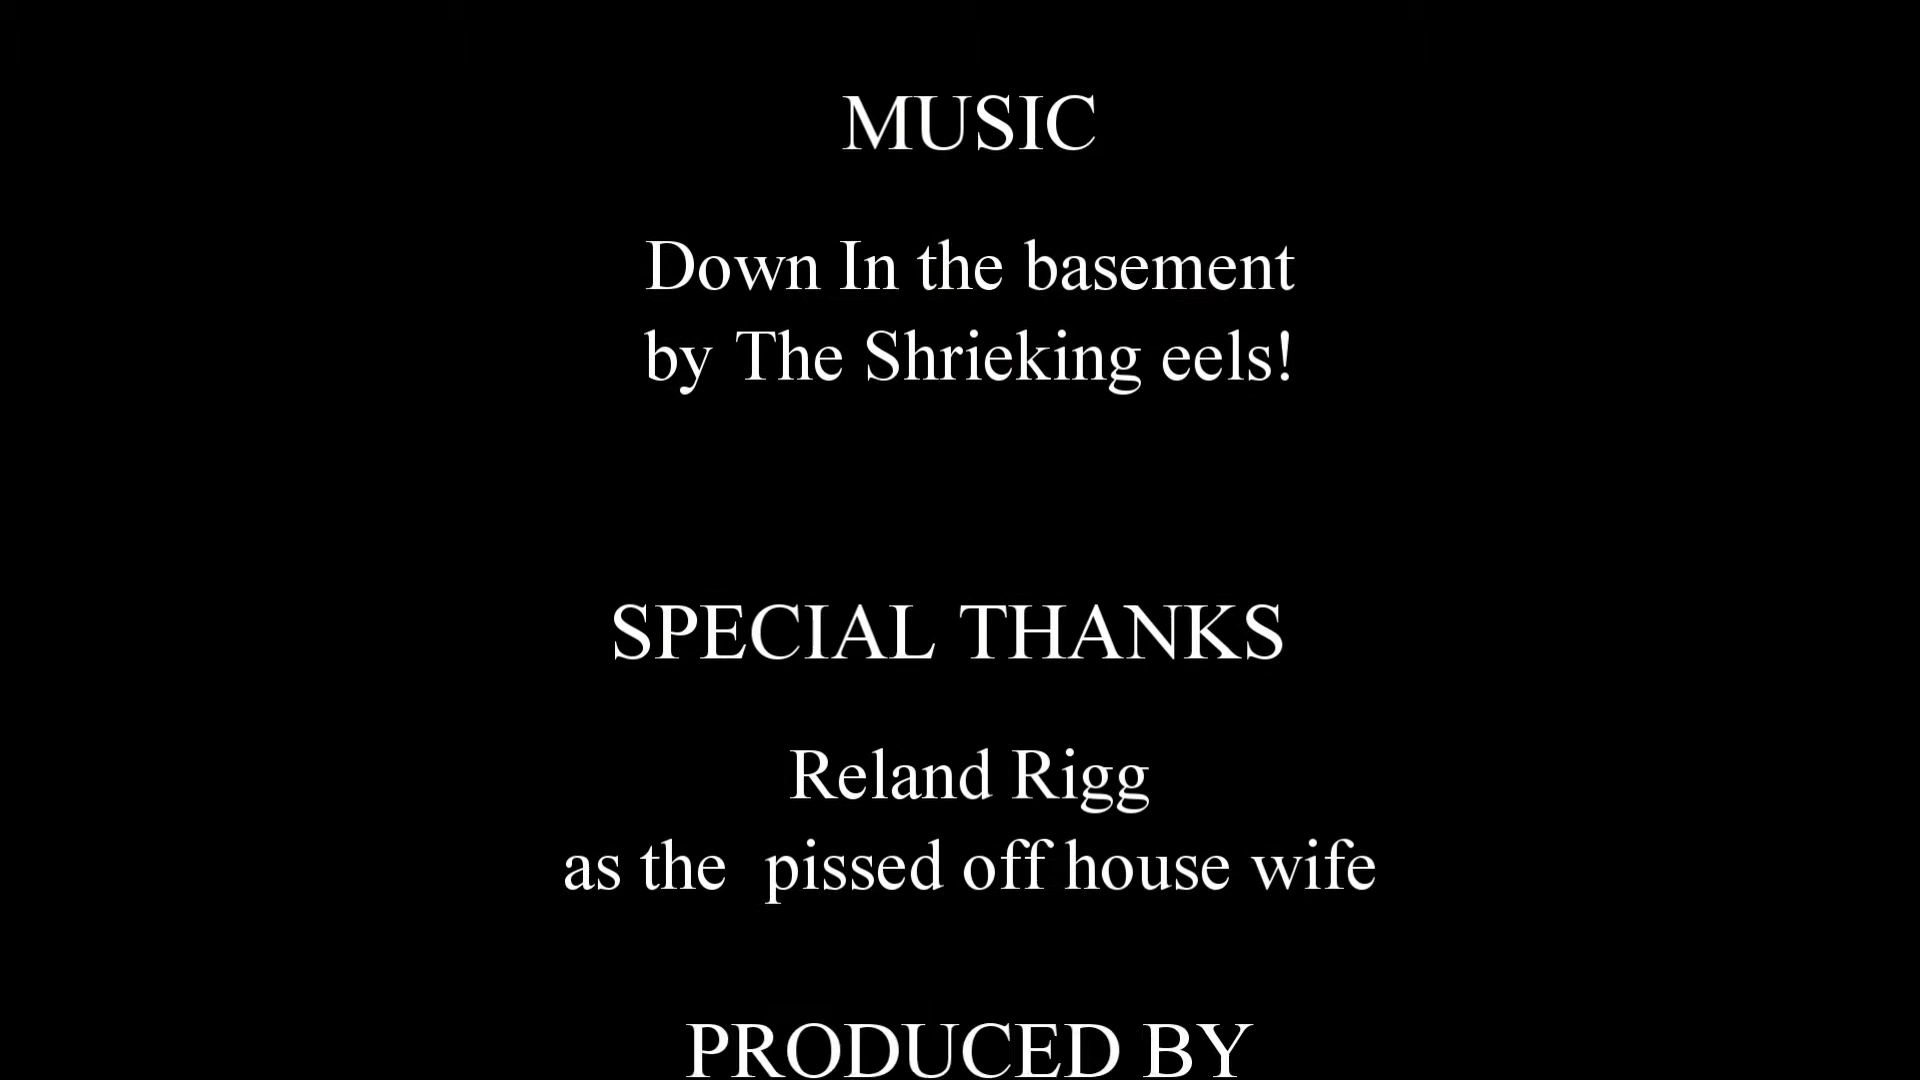 MUSIC
Down In the basement
by The Shrieking eels!
SPECIAL THANKS
Reland Rigg
as the  pissed off house wife
PRODUCED BY